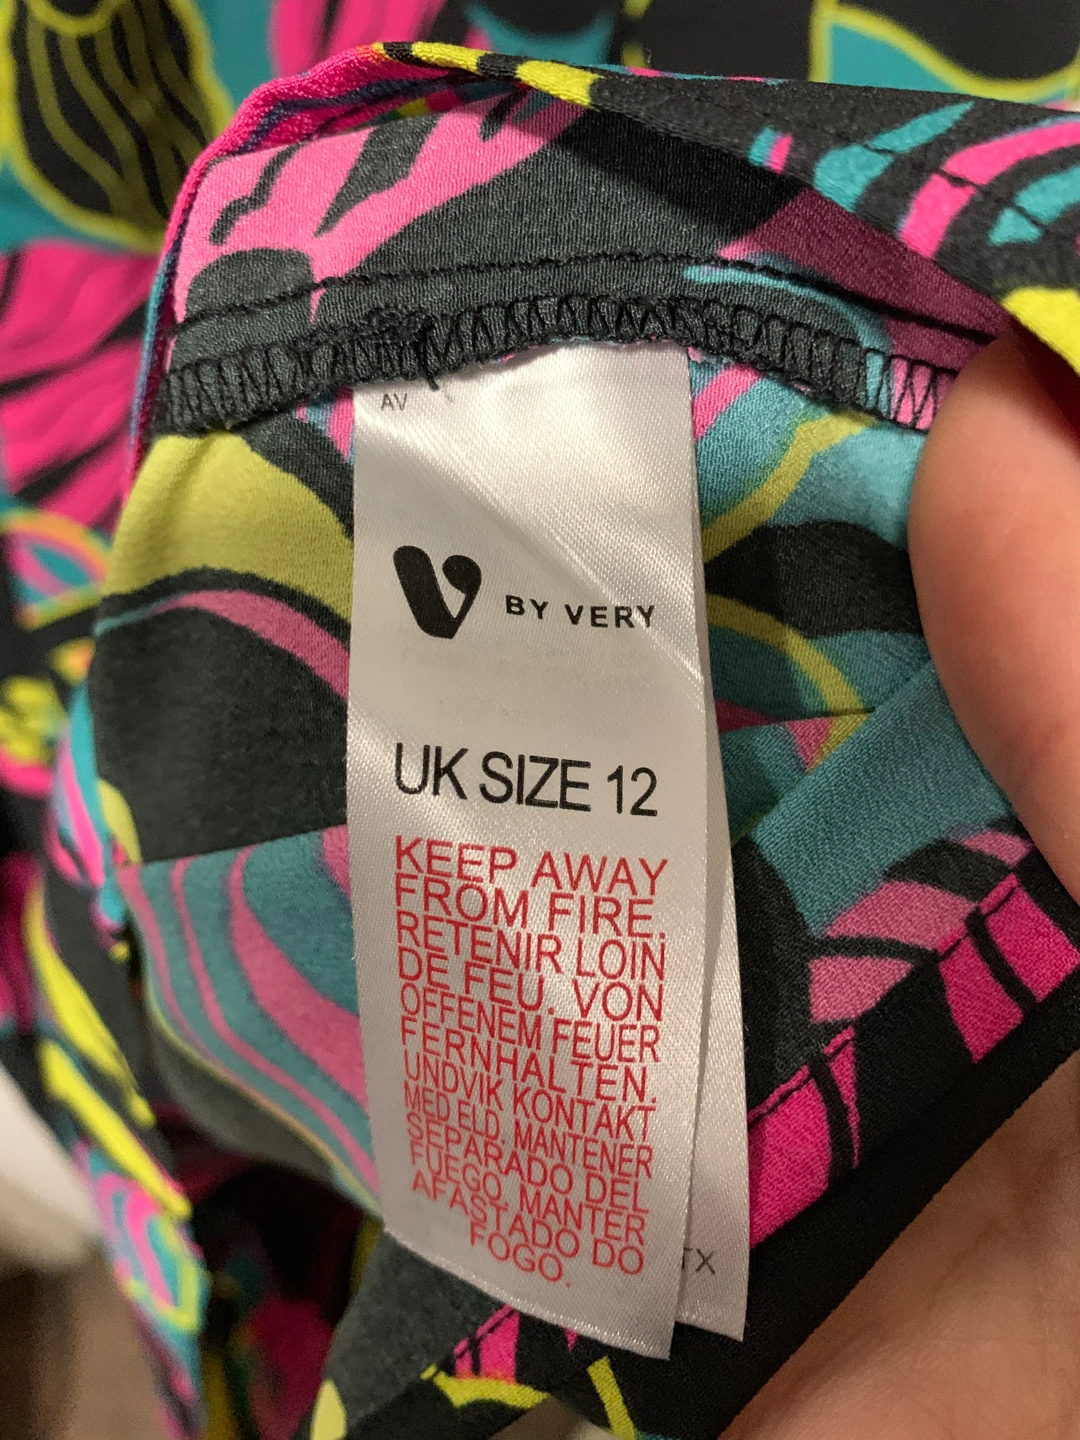 AV
V BY VERY
UK SIZE 12
KEEP AWAY
FROM FIRE.
RETENIR LOIN
DE FEU. VON
OFFENEM FEUER
FERNHALTEN.
UNDVIK KONTAKT
MED ELD. MANTENER
SEPARADO DEL
FUEGO. MANTER
AFASTADO DO
FOGO.
TX